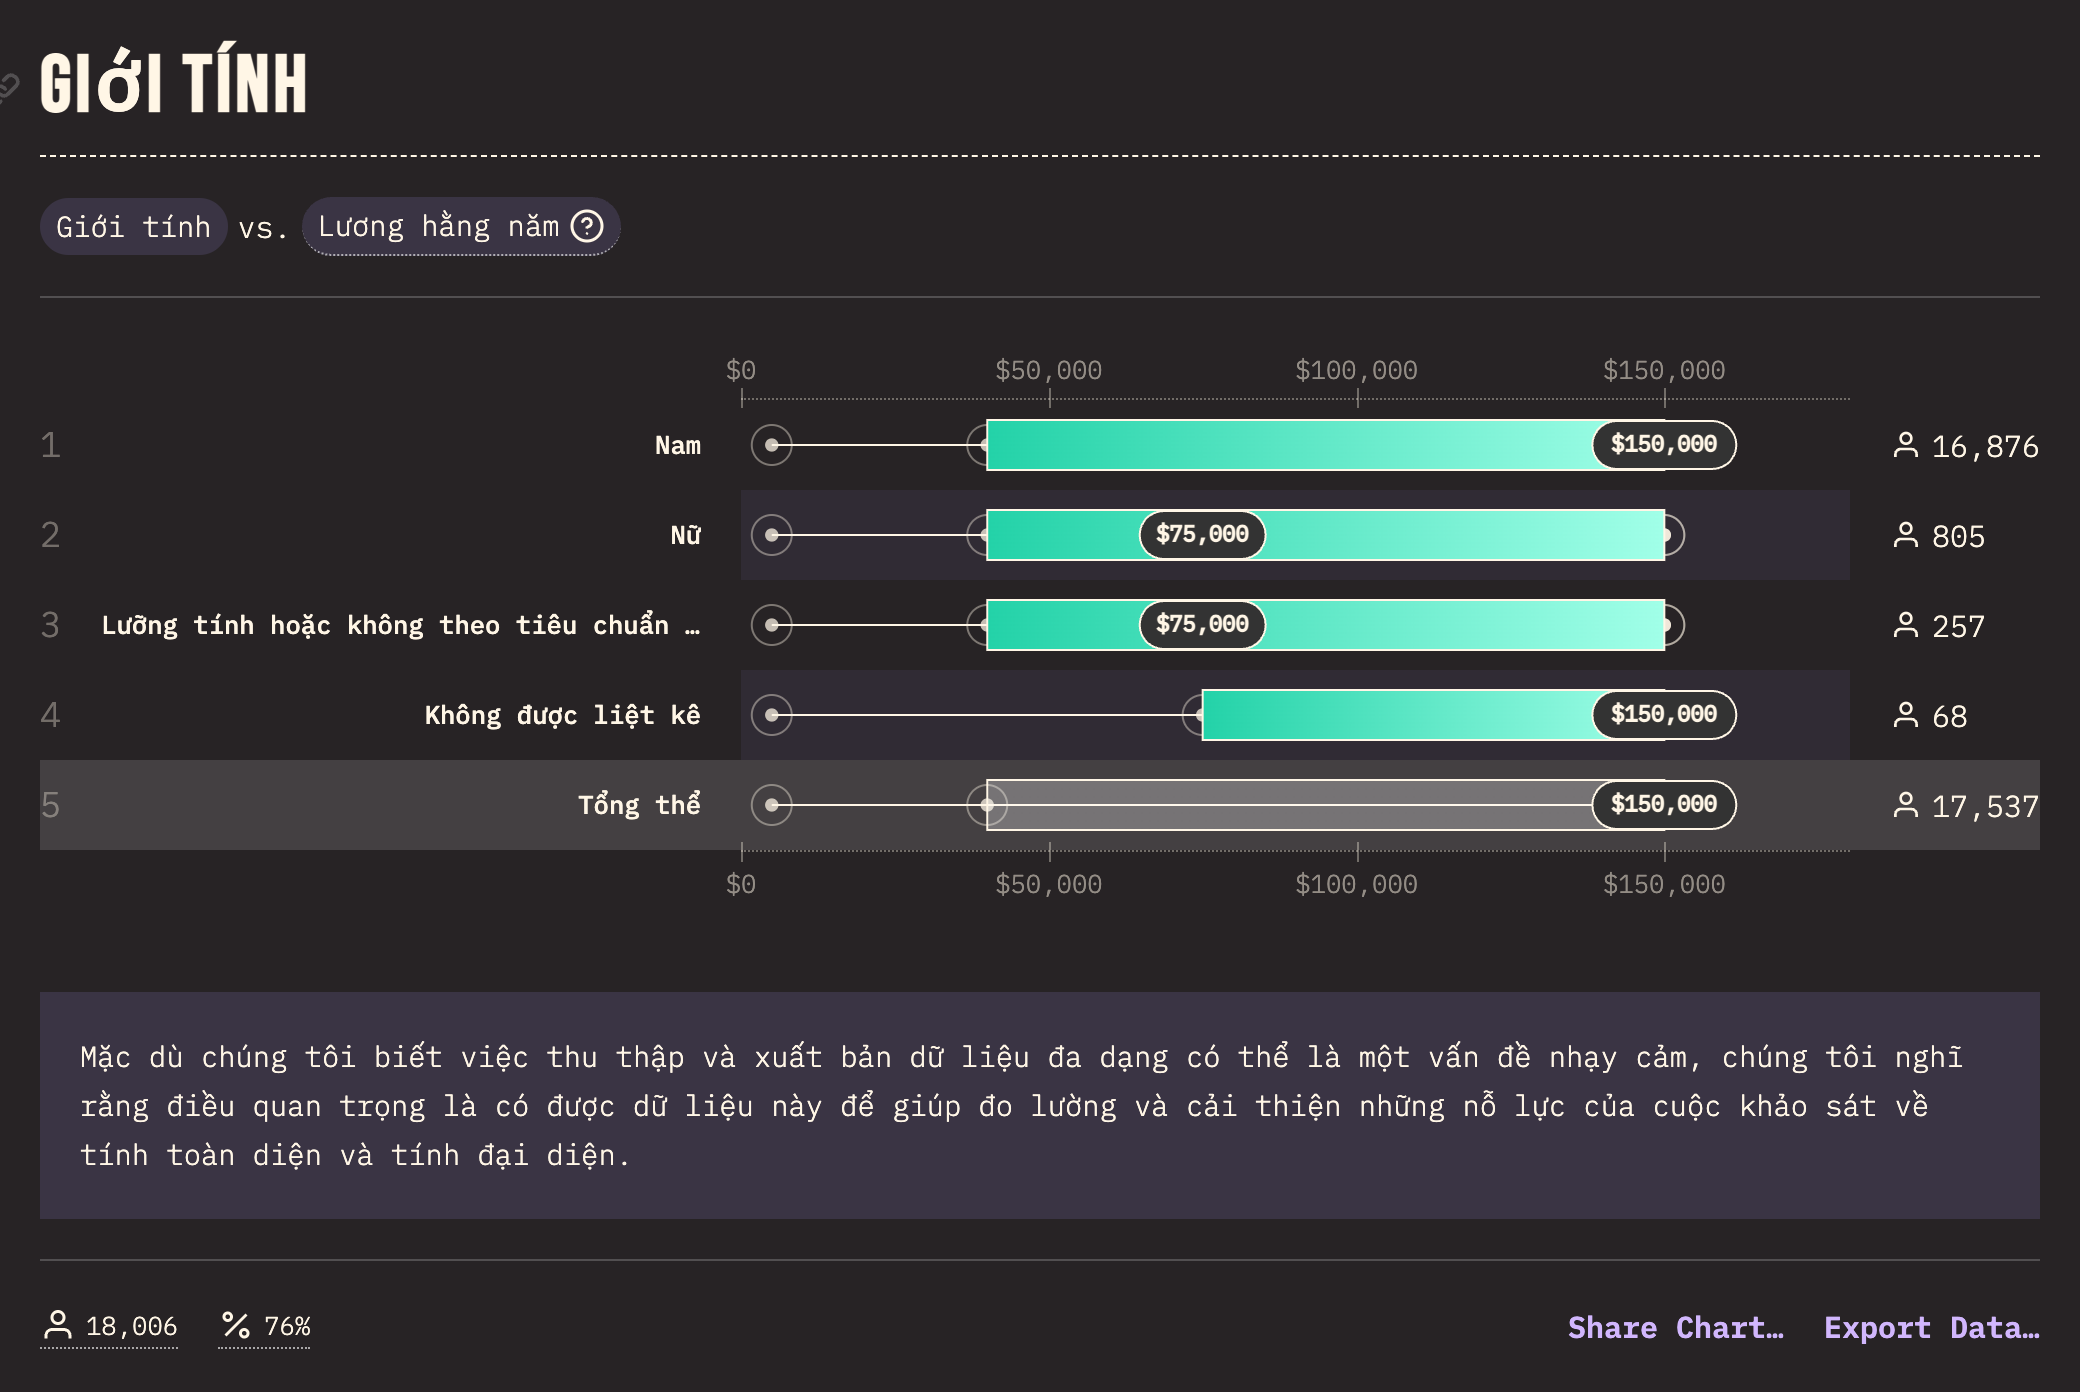 GIỚI TÍNH
Giới tính vs. Lương hằng năm
$0 $50,000 $100,000 $150,000
1 Nam $150,000 16,876
2 Nữ $75,000 805
3 Lưỡng tính hoặc không theo tiêu chuẩn … $75,000 257
4 Không được liệt kê $150,000 68
5 Tổng thể $150,000 17,537
$0 $50,000 $100,000 $150,000
Mặc dù chúng tôi biết việc thu thập và xuất bản dữ liệu đa dạng có thể là một vấn đề nhạy cảm, chúng tôi nghĩ
rằng điều quan trọng là có được dữ liệu này để giúp đo lường và cải thiện những nỗ lực của cuộc khảo sát về
tính toàn diện và tính đại diện.
18,006 76% Share Chart… Export Data…